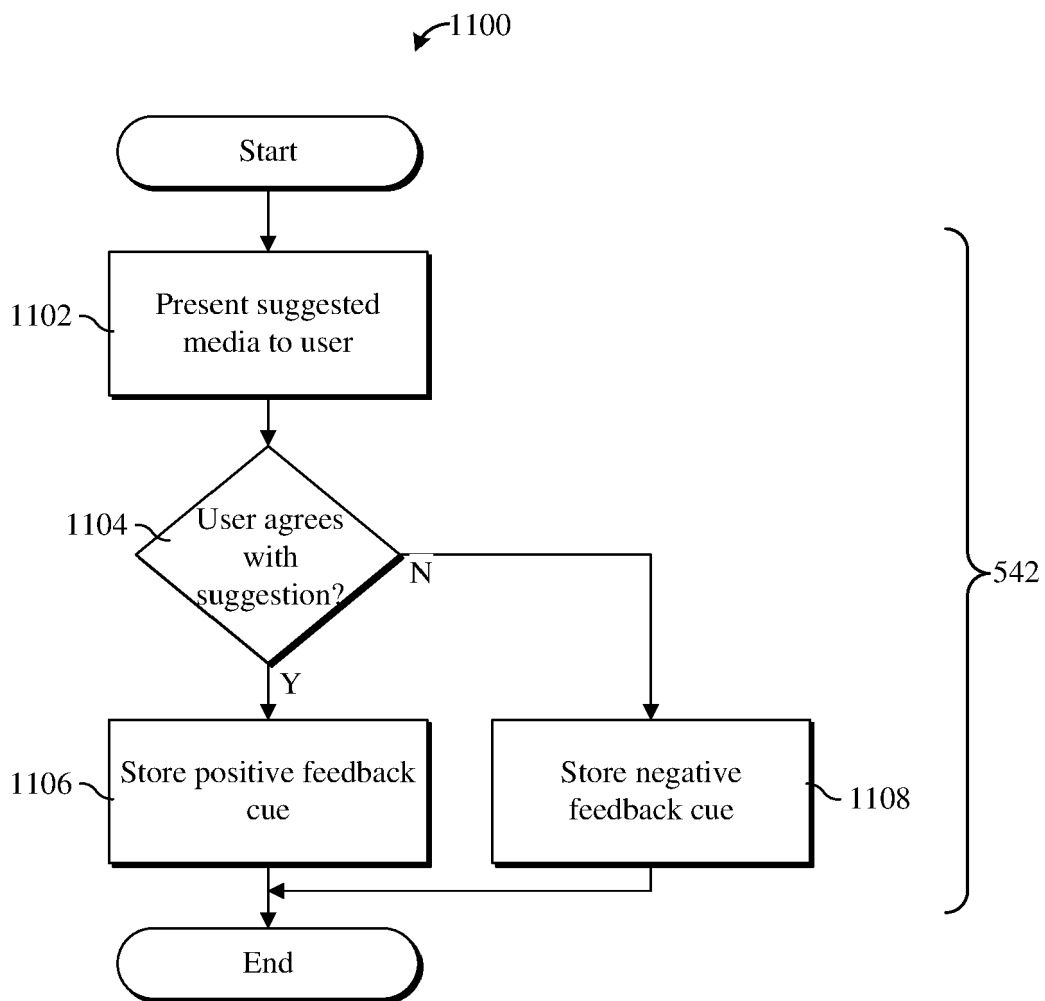 1100
Start
1102
Present suggested
media to user
1104
User agrees
with
suggestion?
N
542
Y
1106
Store positive feedback
cue
Store negative
feedback cue
1108
End